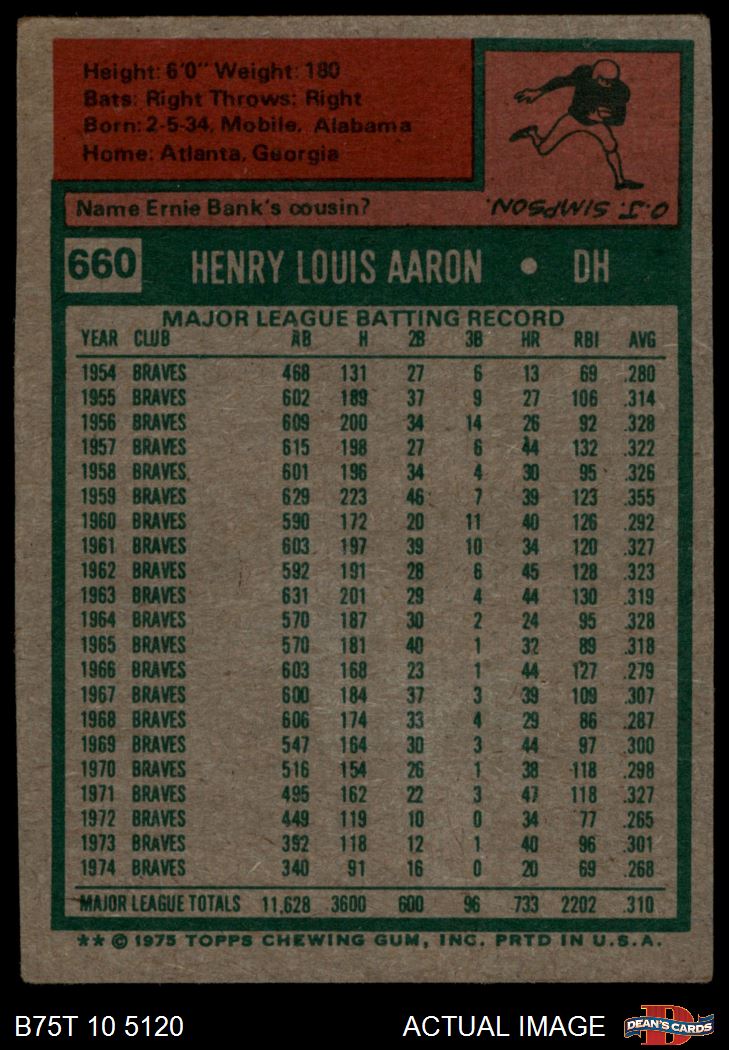 Height: 6'0" Weight: 180
Bats: Right Throws: Right
Born: 2-5-34, Mobile, Alabama
Home: Atlanta, Georgia
Name Ernie Bank's cousin?
O.J. SIMPSON
660 HENRY LOUIS AARON • DH
MAJOR LEAGUE BATTING RECORD
YEAR CLUB AB H 2B 3B HR RBI AVG
1954 BRAVES 468 131 27 6 13 69 .280
1955 BRAVES 602 189 37 9 27 106 .314
1956 BRAVES 609 200 34 14 26 92 .328
1957 BRAVES 615 198 27 6 44 132 .322
1958 BRAVES 601 196 34 4 30 95 .326
1959 BRAVES 629 223 46 7 39 123 .355
1960 BRAVES 590 172 20 11 40 126 .292
1961 BRAVES 603 197 39 10 34 120 .327
1962 BRAVES 592 191 28 6 45 128 .323
1963 BRAVES 631 201 29 4 44 130 .319
1964 BRAVES 570 187 30 2 24 95 .328
1965 BRAVES 570 181 40 1 32 89 .318
1966 BRAVES 603 168 23 1 44 127 .279
1967 BRAVES 600 184 37 3 39 109 .307
1968 BRAVES 606 174 33 4 29 86 .287
1969 BRAVES 547 164 30 3 44 97 .300
1970 BRAVES 516 154 26 1 38 118 .298
1971 BRAVES 495 162 22 3 47 118 .327
1972 BRAVES 449 119 10 0 34 77 .265
1973 BRAVES 392 118 12 1 40 96 .301
1974 BRAVES 340 91 16 0 20 69 .268
MAJOR LEAGUE TOTALS 11,628 3600 600 96 733 2202 .310
** © 1975 TOPPS CHEWING GUM, INC. PRTD IN U.S.A.
B75T 10 5120 ACTUAL IMAGE D DEAN'S CARDS